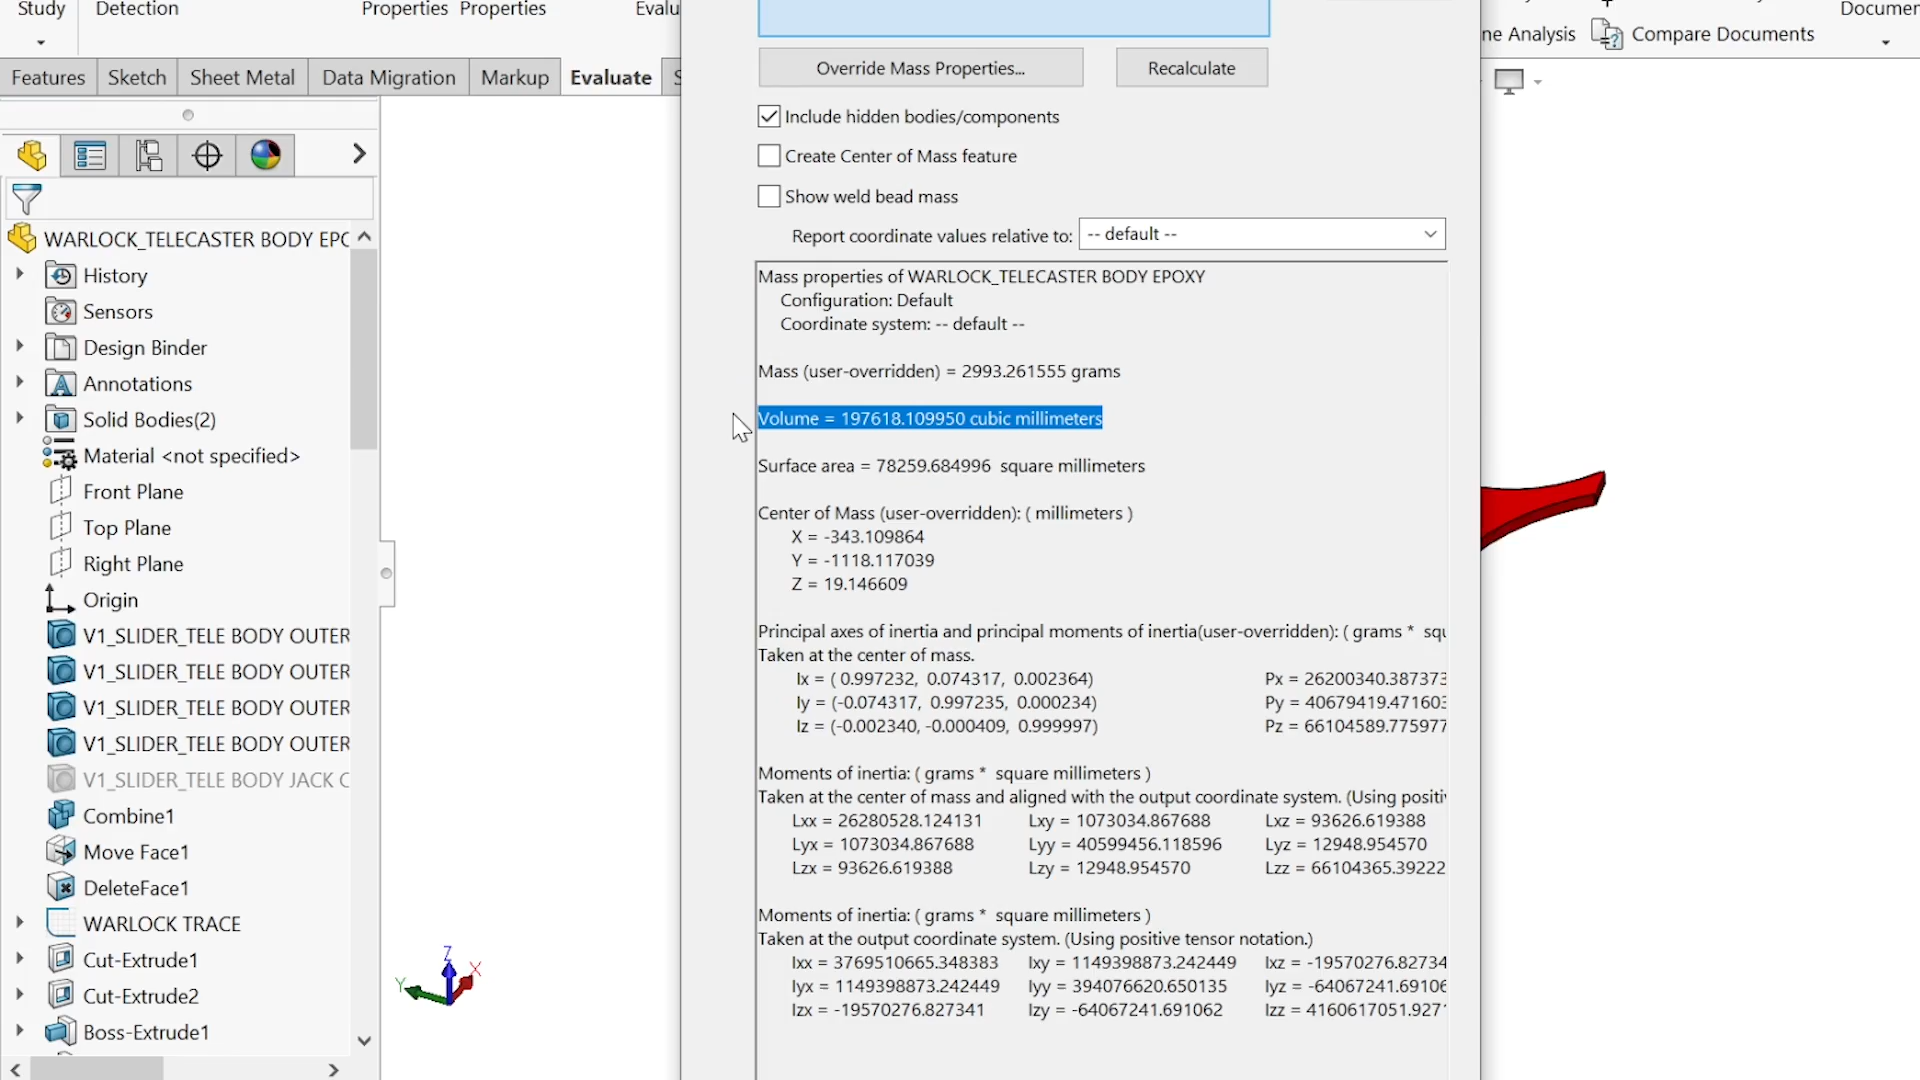 Study
Detection
Properties
Properties
Evalu
ne Analysis
Compare Documents
Documen
Features
Sketch
Sheet Metal
Data Migration
Markup
Evaluate
S
Override Mass Properties...
Recalculate
Include hidden bodies/components
Create Center of Mass feature
Show weld bead mass
Report coordinate values relative to:
-- default --
WARLOCK_TELECASTER BODY EPO
History
Sensors
Design Binder
Annotations
Solid Bodies(2)
Material <not specified>
Front Plane
Top Plane
Right Plane
Origin
V1_SLIDER_TELE BODY OUTER
V1_SLIDER_TELE BODY OUTER
V1_SLIDER_TELE BODY OUTER
V1_SLIDER_TELE BODY OUTER
V1_SLIDER_TELE BODY JACK C
Combine1
Move Face1
DeleteFace1
WARLOCK TRACE
Cut-Extrude1
Cut-Extrude2
Boss-Extrude1
Mass properties of WARLOCK_TELECASTER BODY EPOXY
Configuration: Default
Coordinate system: -- default --
Mass (user-overridden) = 2993.261555 grams
Volume = 197618.109950 cubic millimeters
Surface area = 78259.684996 square millimeters
Center of Mass (user-overridden): ( millimeters )
X = -343.109864
Y = -1118.117039
Z = 19.146609
Principal axes of inertia and principal moments of inertia(user-overridden): ( grams * squ
Taken at the center of mass.
Ix = ( 0.997232, 0.074317, 0.002364) Px = 26200340.387373
Iy = (-0.074317, 0.997235, 0.000234) Py = 40679419.471603
Iz = (-0.002340, -0.000409, 0.999997) Pz = 66104589.775977
Moments of inertia: ( grams * square millimeters )
Taken at the center of mass and aligned with the output coordinate system. (Using positiv
Lxx = 26280528.124131 Lxy = 1073034.867688 Lxz = 93626.619388
Lyx = 1073034.867688 Lyy = 40599456.118596 Lyz = 12948.954570
Lzx = 93626.619388 Lzy = 12948.954570 Lzz = 66104365.39222
Moments of inertia: ( grams * square millimeters )
Taken at the output coordinate system. (Using positive tensor notation.)
Ixx = 3769510665.348383 Ixy = 1149398873.242449 Ixz = -19570276.82734
Iyx = 1149398873.242449 Iyy = 394076620.650135 Iyz = -64067241.69106
Izx = -19570276.827341 Izy = -64067241.691062 Izz = 4160617051.927
Z
X
Y